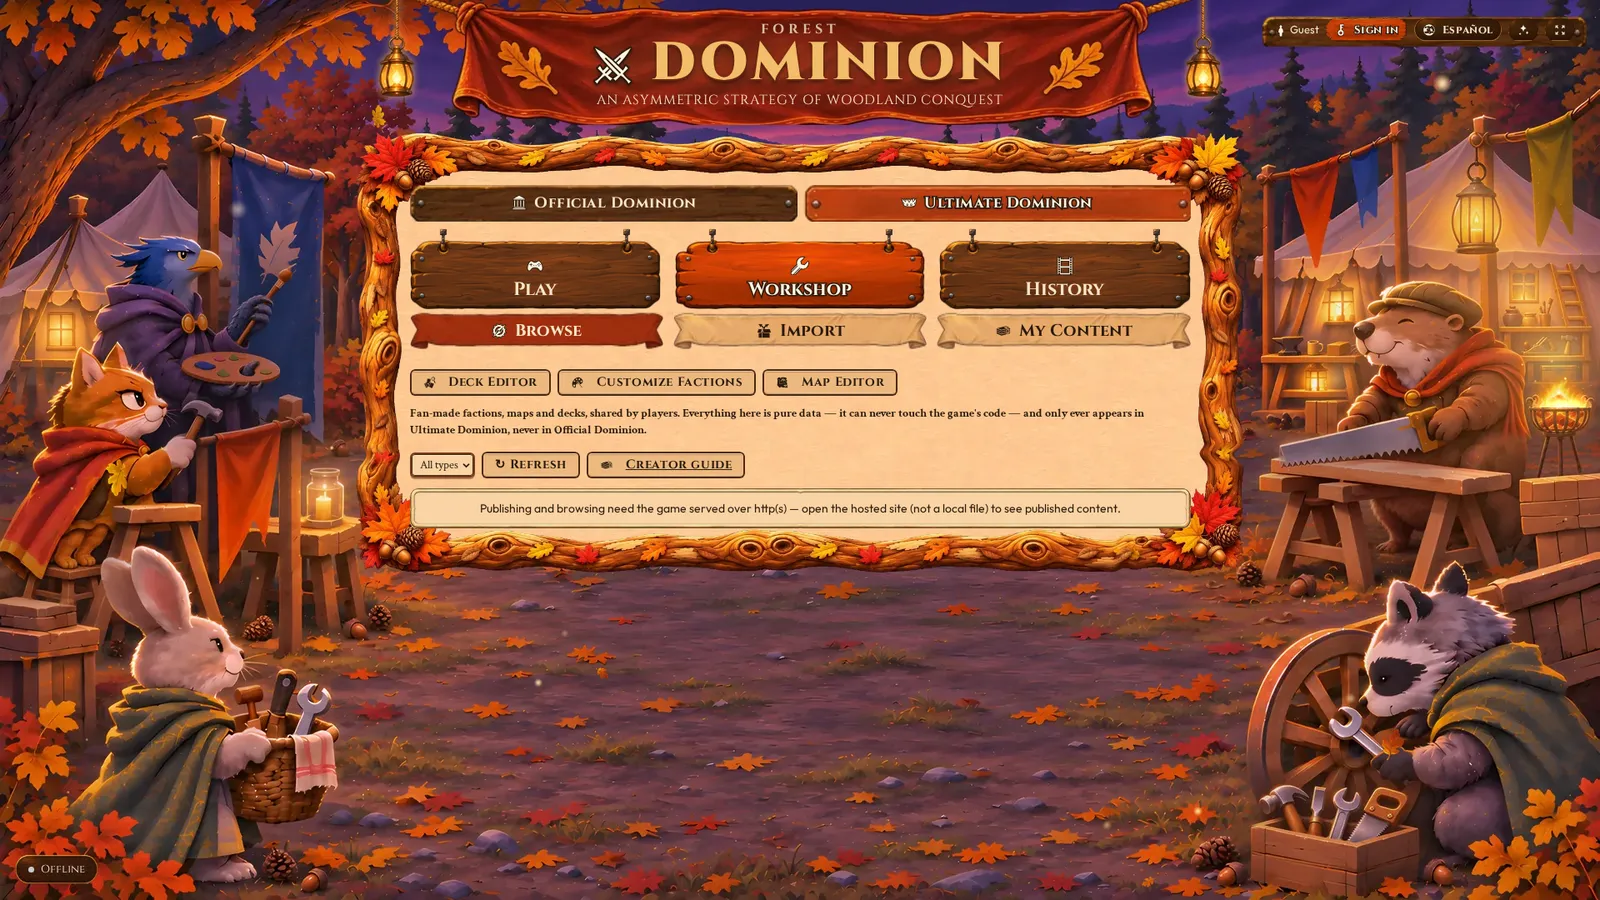 FOREST
DOMINION
AN ASYMMETRIC STRATEGY OF WOODLAND CONQUEST
Guest
SIGN IN
ESPAÑOL
OFFICIAL DOMINION
ULTIMATE DOMINION
PLAY
WORKSHOP
HISTORY
BROWSE
IMPORT
MY CONTENT
DECK EDITOR
CUSTOMIZE FACTIONS
MAP EDITOR
Fan-made factions, maps and decks, shared by players. Everything here is pure data — it can never touch the game's code — and only ever appears in
Ultimate Dominion, never in Official Dominion.
All types
↻ REFRESH
CREATOR GUIDE
Publishing and browsing need the game served over http(s) — open the hosted site (not a local file) to see published content.
OFFLINE